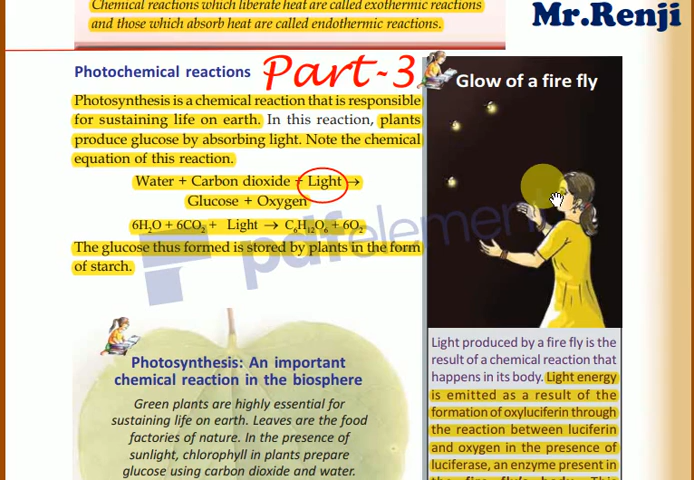 Chemical reactions which liberate heat are called exothermic reactions
and those which absorb heat are called endothermic reactions.
Mr.Renji
Photochemical reactions
Part-3
Photosynthesis is a chemical reaction that is responsible
for sustaining life on earth. In this reaction, plants
produce glucose by absorbing light. Note the chemical
equation of this reaction.
Water + Carbon dioxide + Light →
Glucose + Oxygen
6H₂O + 6CO₂ + Light → C₆H₁₂O₆ + 6O₂
The glucose thus formed is stored by plants in the form
of starch.
pdfelement
Photosynthesis: An important
chemical reaction in the biosphere
Green plants are highly essential for
sustaining life on earth. Leaves are the food
factories of nature. In the presence of
sunlight, chlorophyll in plants prepare
glucose using carbon dioxide and water.
Glow of a fire fly
Light produced by a fire fly is the
result of a chemical reaction that
happens in its body. Light energy
is emitted as a result of the
formation of oxyluciferin through
the reaction between luciferin
and oxygen in the presence of
luciferase, an enzyme present in
the fire fly's body. This